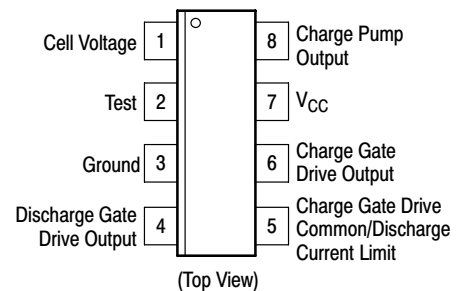 Cell Voltage 1
8 Charge Pump
Output
Test 2
7 VCC
Ground 3
6 Charge Gate
Drive Output
Discharge Gate
Drive Output 4
5 Charge Gate Drive
Common/Discharge
Current Limit
(Top View)